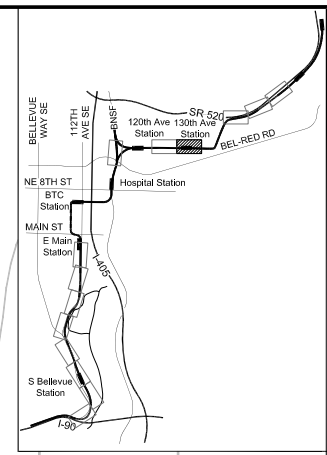 BELLEVUE
WAY SE
112TH
AVE SE
BNSF
SR 520
120th Ave
Station
130th Ave
Station
BEL-RED RD
NE 8TH ST
Hospital Station
BTC
Station
MAIN ST
E Main
Station
I-405
S Bellevue
Station
I-90